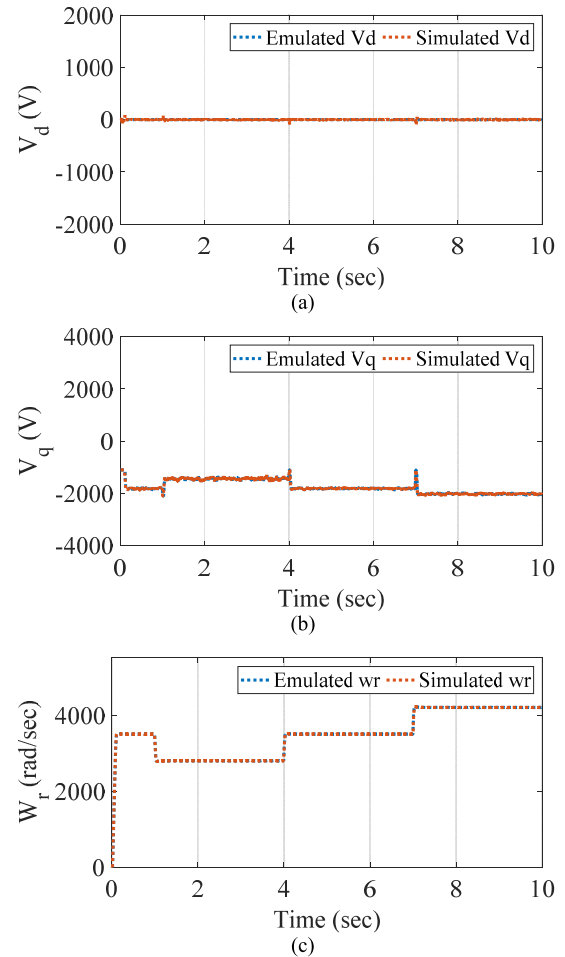 2000
Emulated Vd Simulated Vd
1000
0
-1000
-2000
V_d (V)
0 2 4 6 8 10
Time (sec)
(a)
4000
Emulated Vq Simulated Vq
2000
0
-2000
-4000
V_q (V)
0 2 4 6 8 10
Time (sec)
(b)
Emulated wr Simulated wr
4000
2000
0
W_r (rad/sec)
0 2 4 6 8 10
Time (sec)
(c)